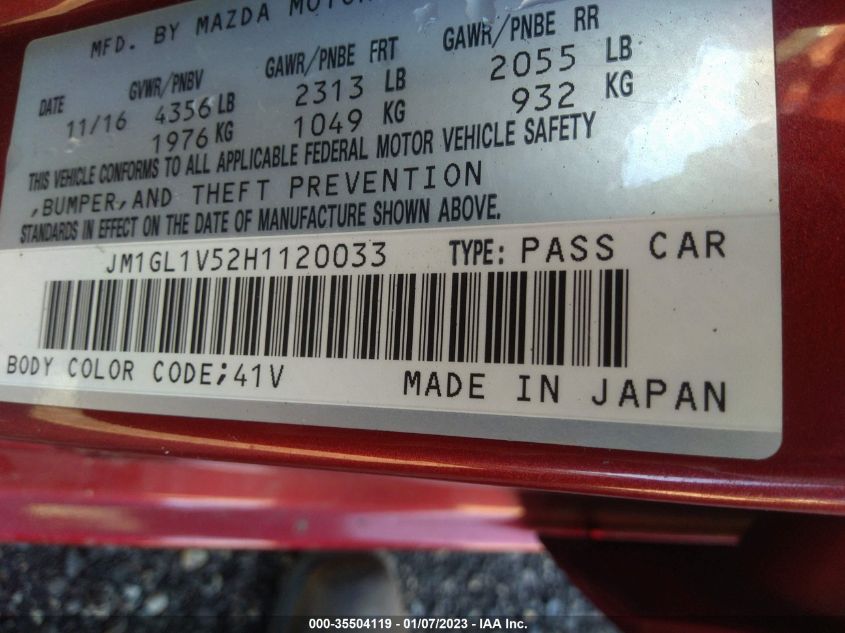 MFD. BY MAZDA MOTOR
DATE GVWR/PNBV GAWR/PNBE FRT GAWR/PNBE RR
11/16 4356 LB 2313 LB 2055 LB
1976 KG 1049 KG 932 KG
THIS VEHICLE CONFORMS TO ALL APPLICABLE FEDERAL MOTOR VEHICLE SAFETY
,BUMPER,AND THEFT PREVENTION
STANDARDS IN EFFECT ON THE DATE OF MANUFACTURE SHOWN ABOVE.
JM1GL1V52H1120033 TYPE: PASS CAR
BODY COLOR CODE;41V MADE IN JAPAN
000-35504119 - 01/07/2023 - IAA Inc.